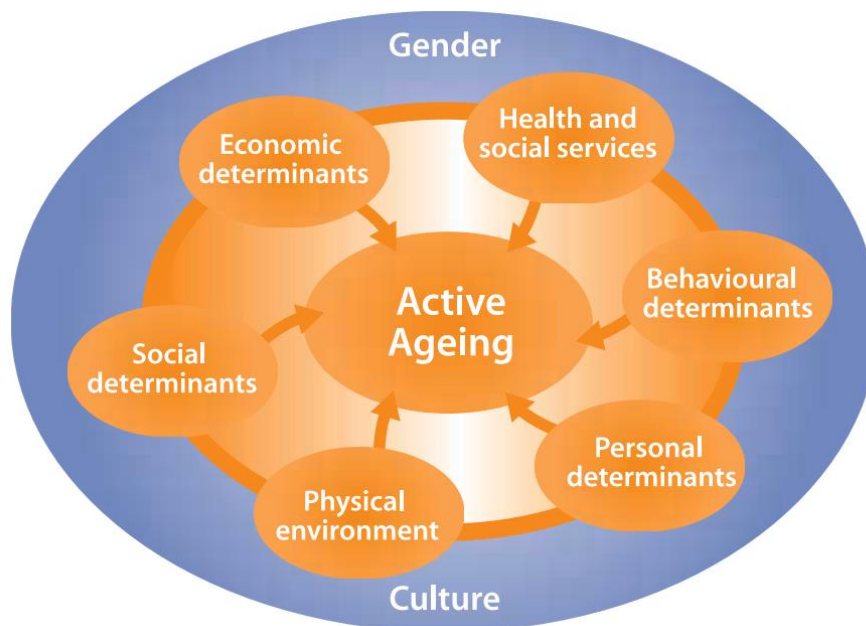 Gender
Economic
determinants
Health and
social services
Behavioural
determinants
Active
Ageing
Social
determinants
Personal
determinants
Physical
environment
Culture